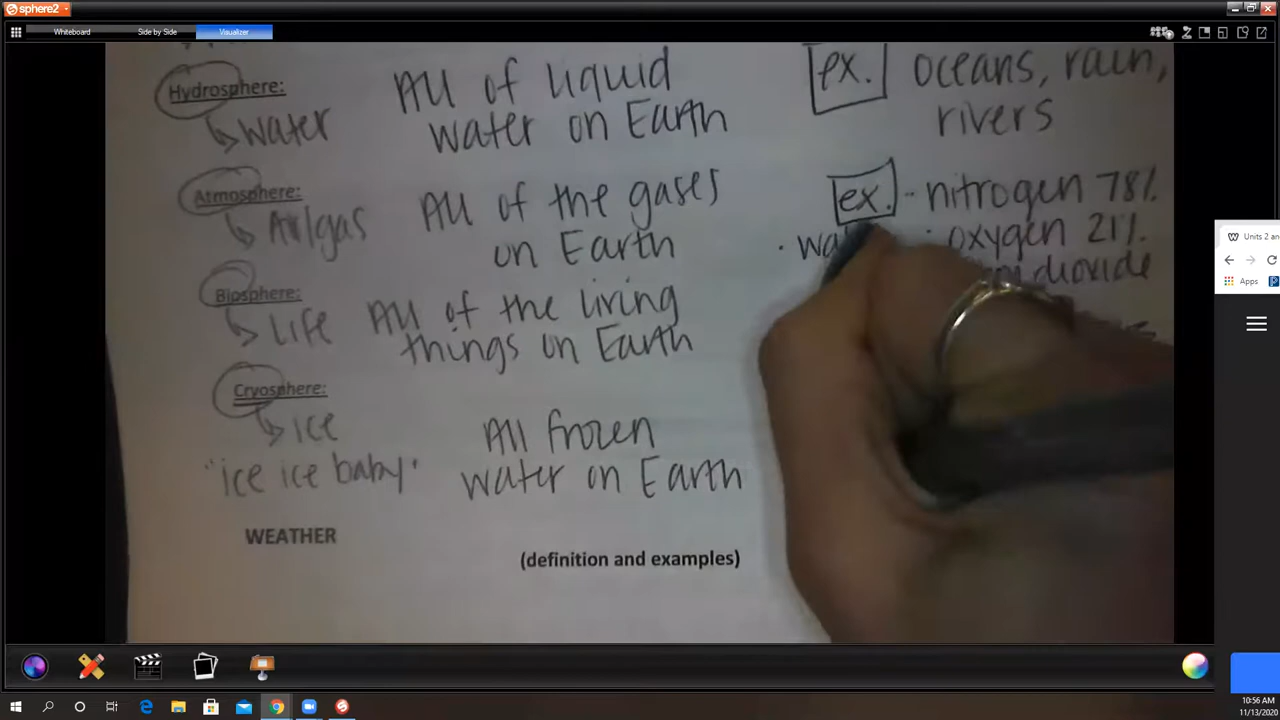 sphere2
Whiteboard
Side by Side
Visualizer
Hydrosphere:
All of liquid
ex.
oceans, rain,
water
water on Earth
rivers
Atmosphere:
All of the gases
ex.
· nitrogen 78%
Air/gas
on Earth
· oxygen 21%
dioxide
Biosphere:
All of the living
Life
things on Earth
Cryosphere:
ice
All frozen
"ice ice baby"
water on Earth
WEATHER
(definition and examples)
Units 2 an
Apps
10:56 AM
11/13/2020